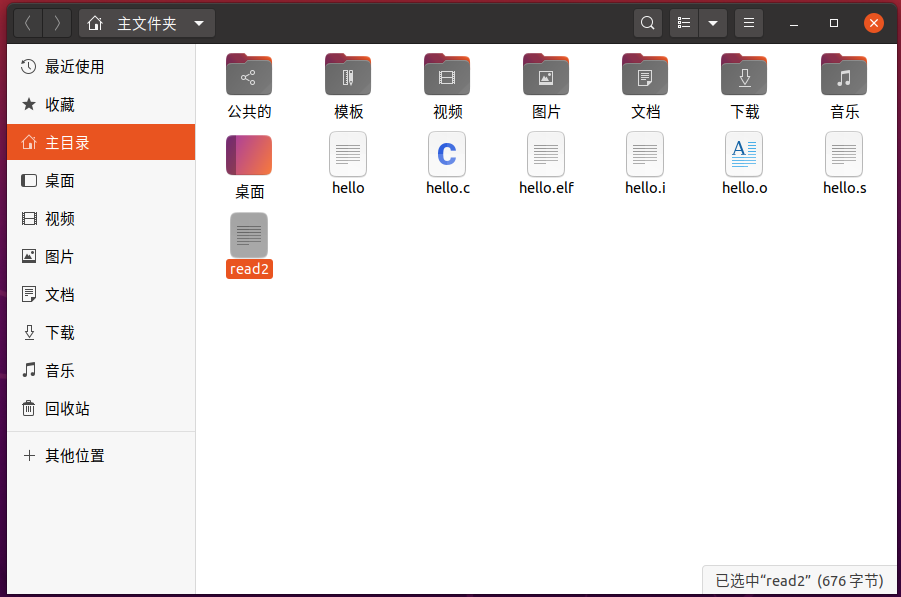 主文件夹
最近使用
收藏
主目录
桌面
视频
图片
文档
下载
音乐
回收站
其他位置
公共的
模板
视频
图片
文档
下载
音乐
桌面
hello
hello.c
hello.elf
hello.i
hello.o
hello.s
read2
已选中“read2” (676 字节)